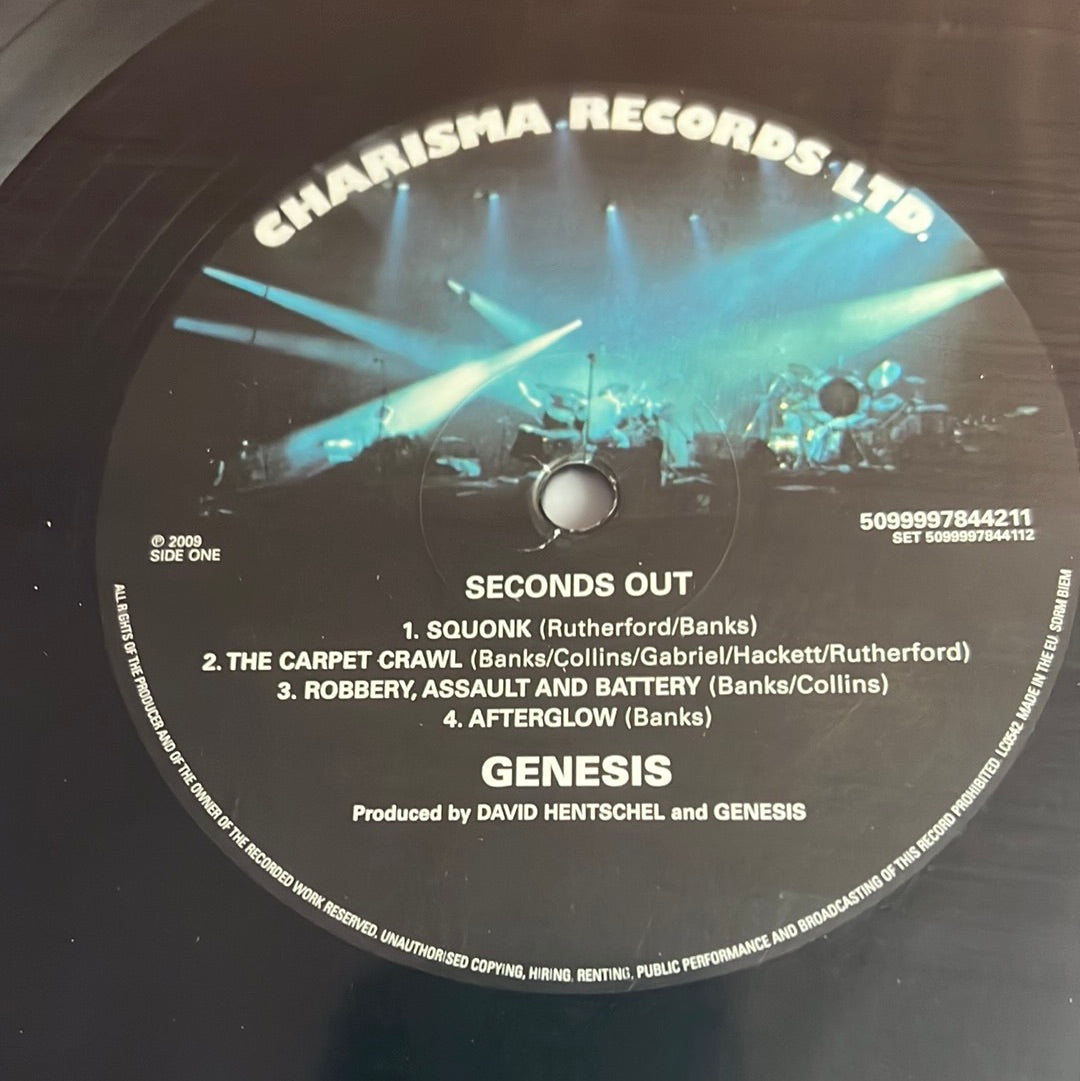 CHARISMA RECORDS LTD.
℗ 2009
SIDE ONE
5099997844211
SET 5099997844112
SECONDS OUT
1. SQUONK (Rutherford/Banks)
2. THE CARPET CRAWL (Banks/Collins/Gabriel/Hackett/Rutherford)
3. ROBBERY, ASSAULT AND BATTERY (Banks/Collins)
4. AFTERGLOW (Banks)
GENESIS
Produced by DAVID HENTSCHEL and GENESIS
ALL RIGHTS OF THE PRODUCER AND OF THE OWNER OF THE RECORDED WORK RESERVED. UNAUTHORISED COPYING, HIRING, RENTING, PUBLIC PERFORMANCE AND BROADCASTING OF THIS RECORD PROHIBITED. LC0542. MADE IN THE EU. SDRM BIEM